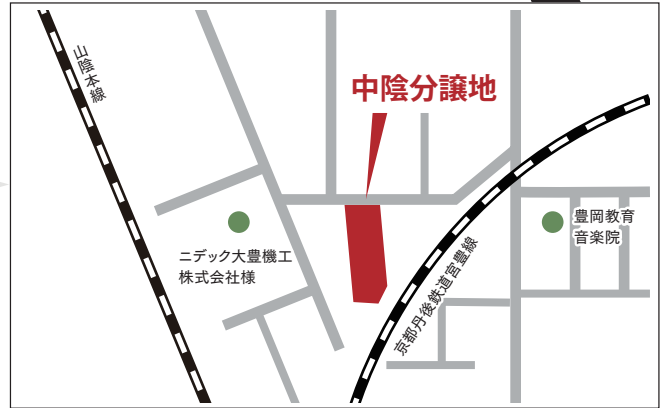 山陰本線
中陰分譲地
ニデック大豊機工
株式会社様
京都丹後鉄道宮豊線
豊岡教育
音楽院